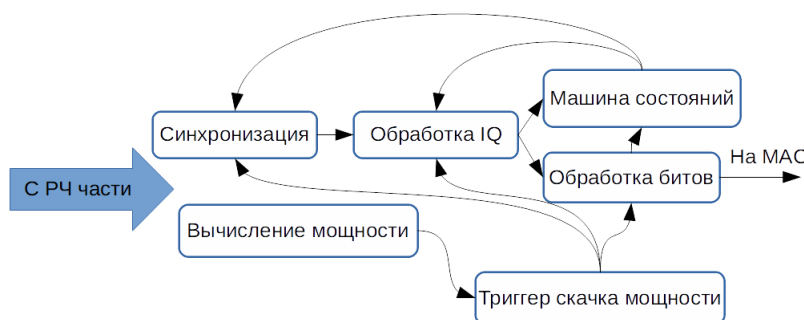 Машина состояний
Синхронизация
Обработка IQ
На MAC
Обработка битов
С РЧ части
Вычисление мощности
Триггер скачка мощности